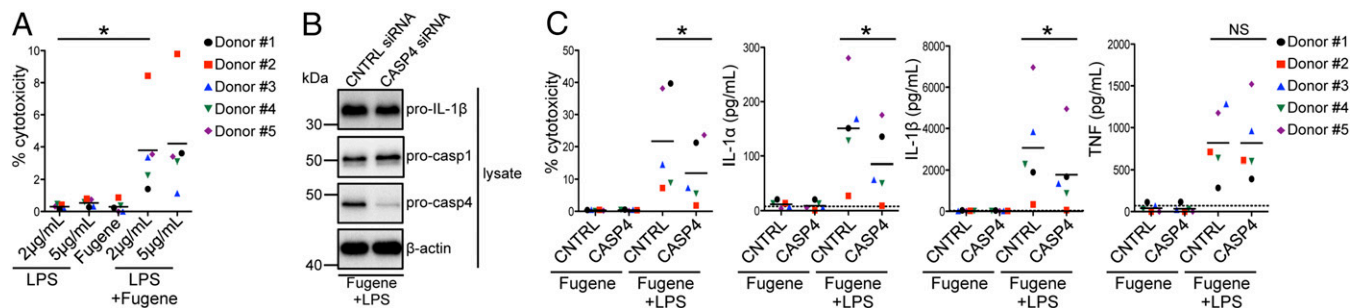 A
*
% cytotoxicity
10
8
6
4
2
0
2µg/mL
5µg/mL
Fugene
2µg/mL
5µg/mL
LPS
LPS
+Fugene
Donor #1
Donor #2
Donor #3
Donor #4
Donor #5
B
CNTRL siRNA
CASP4 siRNA
kDa
pro-IL-1β
30
pro-casp1
50
pro-casp4
50
β-actin
40
lysate
Fugene
+LPS
C
*
% cytotoxicity
50
40
30
20
10
0
CNTRL
CASP4
CNTRL
CASP4
Fugene
Fugene
+LPS
*
IL-1α (pg/mL)
300
200
100
0
CNTRL
CASP4
CNTRL
CASP4
Fugene
Fugene
+LPS
*
IL-1β (pg/mL)
8000
6000
4000
2000
0
CNTRL
CASP4
CNTRL
CASP4
Fugene
Fugene
+LPS
NS
TNF (pg/mL)
2000
1500
1000
500
0
CNTRL
CASP4
CNTRL
CASP4
Fugene
Fugene
+LPS
Donor #1
Donor #2
Donor #3
Donor #4
Donor #5